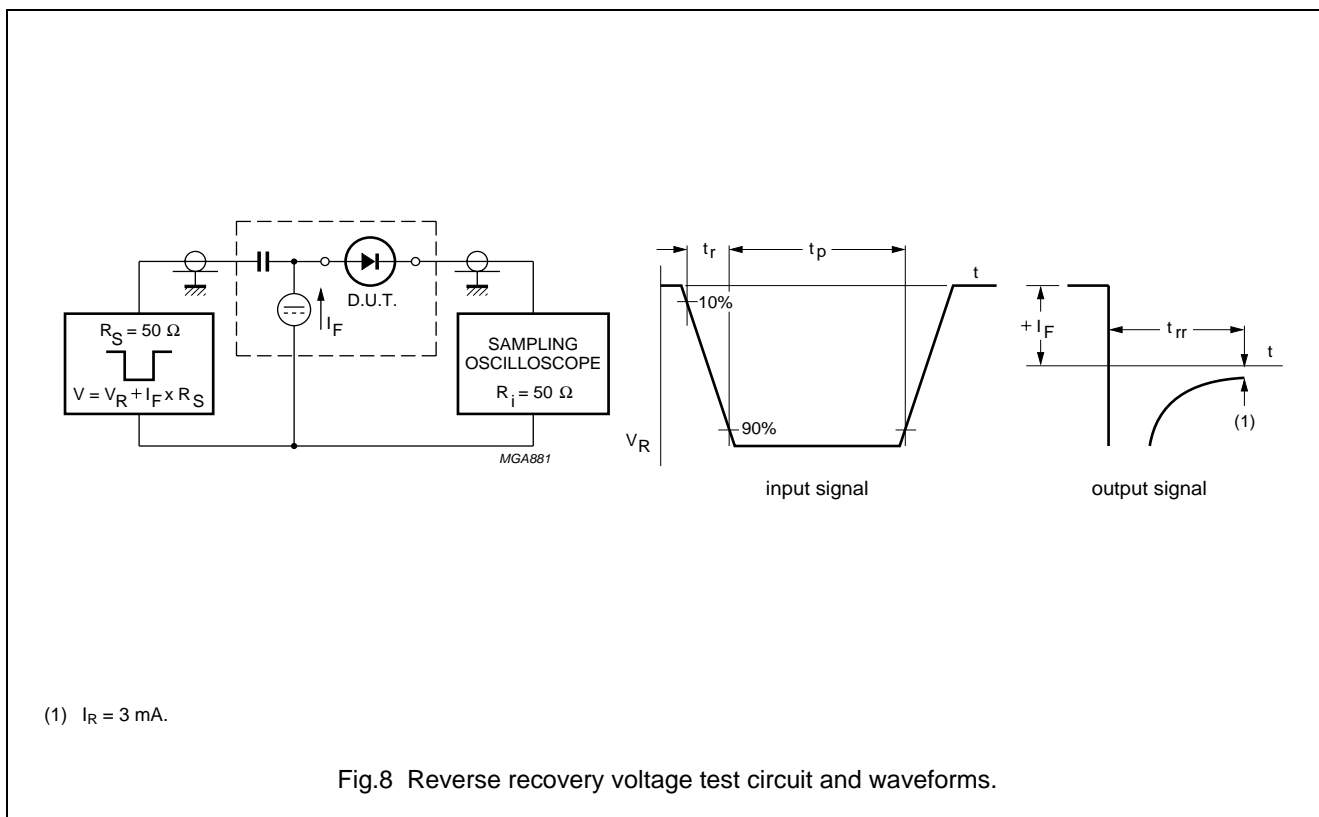 R_S = 50 Ω
V = V_R + I_F x R_S
I_F
D.U.T.
SAMPLING
OSCILLOSCOPE
R_i = 50 Ω
MGA881
t_r
t_p
t
10%
90%
V_R
input signal
+ I_F
t_rr
t
(1)
output signal
(1) I_R = 3 mA.
Fig.8 Reverse recovery voltage test circuit and waveforms.